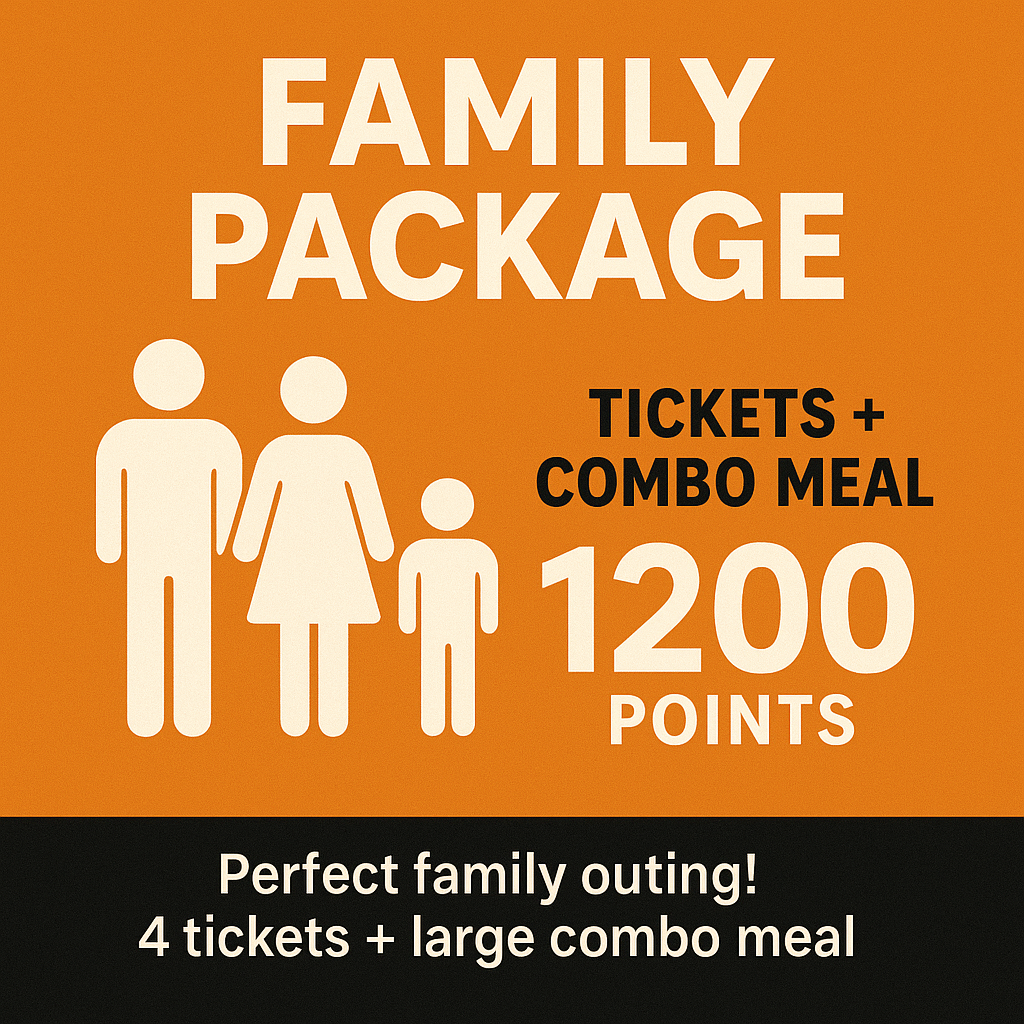 FAMILY
PACKAGE
TICKETS +
COMBO MEAL
1200
POINTS
Perfect family outing!
4 tickets + large combo meal